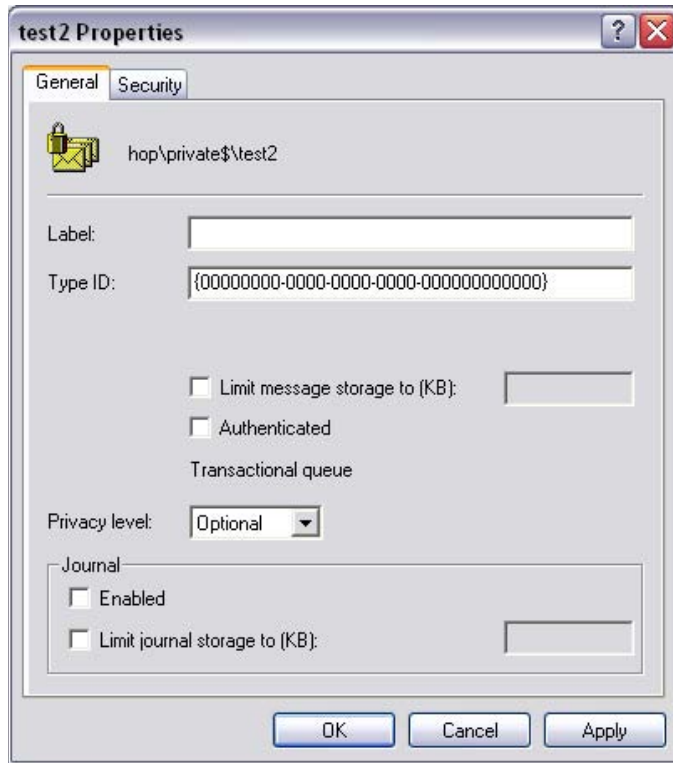 test2 Properties
General Security
hop\private$\test2
Label:
Type ID: {00000000-0000-0000-0000-000000000000}
Limit message storage to (KB):
Authenticated
Transactional queue
Privacy level: Optional
Journal
Enabled
Limit journal storage to (KB):
OK Cancel Apply